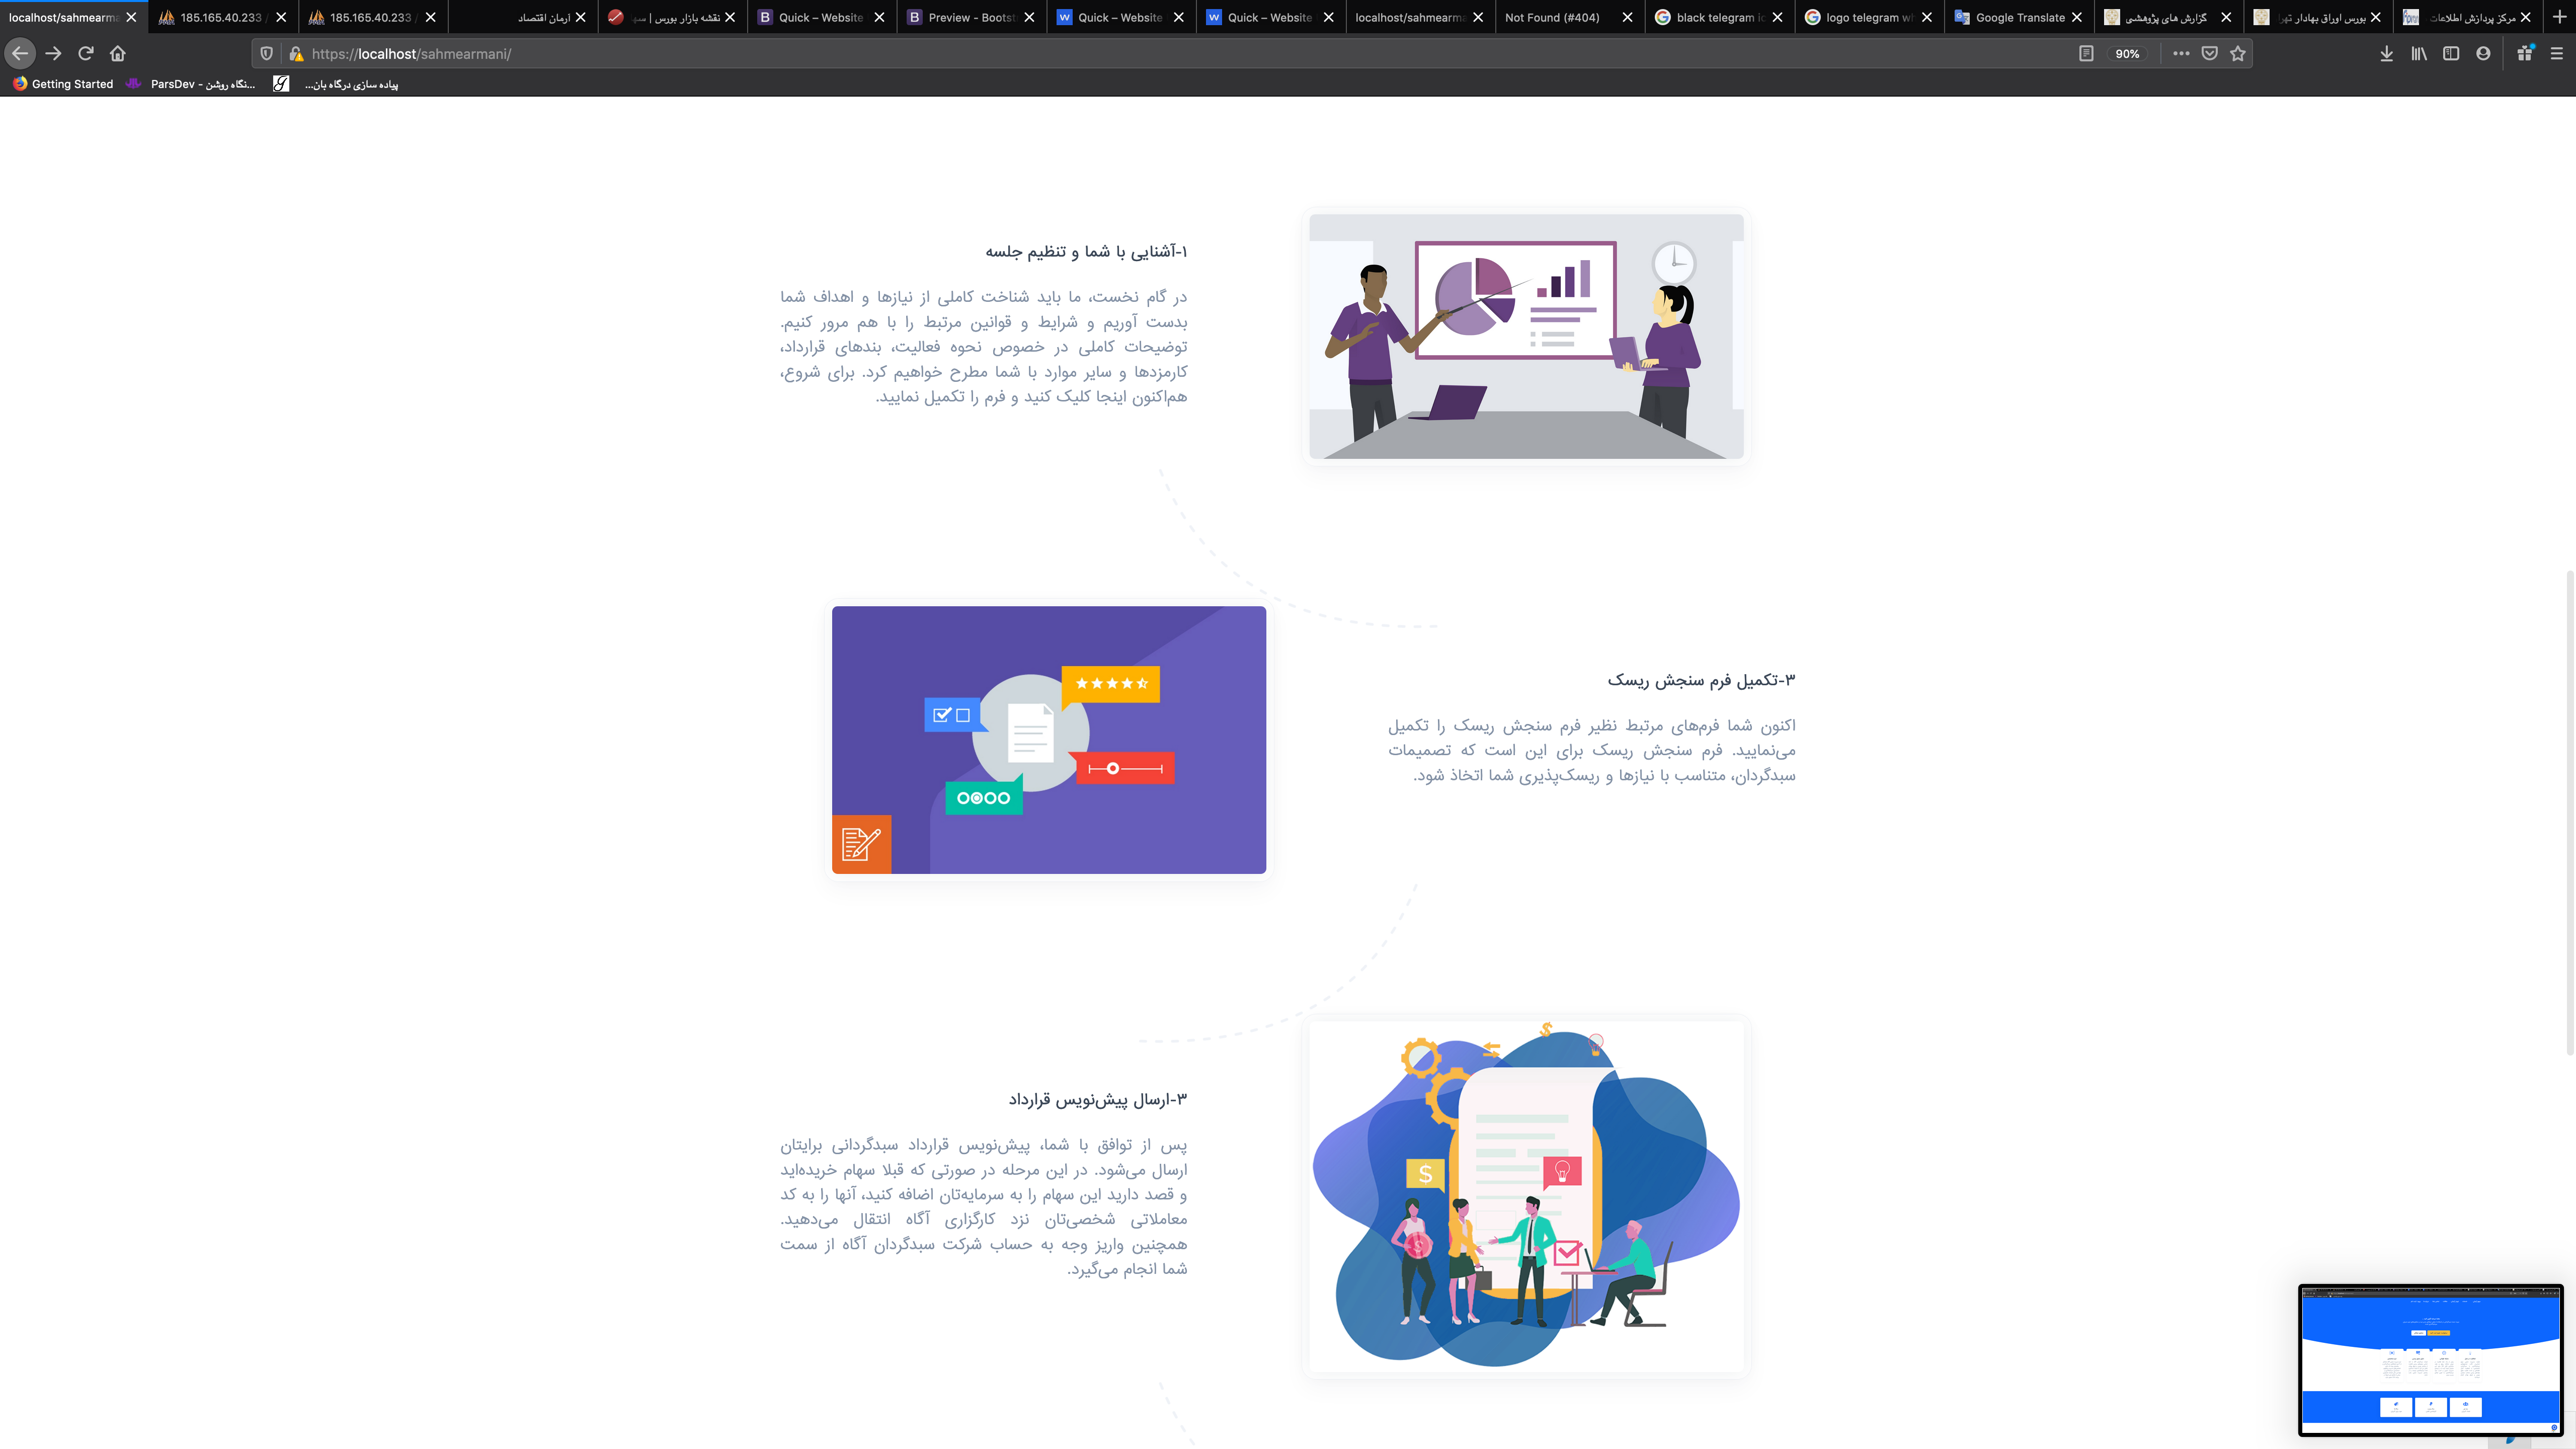 localhost/sahmearma
185.165.40.233 /
185.165.40.233 /
آرمان اقتصاد
نقشه بازار بورس | سها
Quick – Website
Preview - Bootst
Quick – Website
Quick – Website
localhost/sahmearma
Not Found (#404)
black telegram ic
logo telegram wh
Google Translate
گزارش های پژوهشی
بورس اوراق بهادار تهرا
مرکز پردازش اطلاعات
https://localhost/sahmearmani/
90%
Getting Started
ParsDev - نگاه روشن...
پیاده سازی درگاه بان...
۱-آشنایی با شما و تنظیم جلسه
در گام نخست، ما باید شناخت کاملی از نیازها و اهداف شما
بدست آوریم و شرایط و قوانین مرتبط را با هم مرور کنیم.
توضیحات کاملی در خصوص نحوه فعالیت، بندهای قرارداد،
کارمزدها و سایر موارد با شما مطرح خواهیم کرد. برای شروع،
هم‌اکنون اینجا کلیک کنید و فرم را تکمیل نمایید.
۳-تکمیل فرم سنجش ریسک
اکنون شما فرم‌های مرتبط نظیر فرم سنجش ریسک را تکمیل
می‌نمایید. فرم سنجش ریسک برای این است که تصمیمات
سبدگردان، متناسب با نیازها و ریسک‌پذیری شما اتخاذ شود.
۳-ارسال پیش‌نویس قرارداد
پس از توافق با شما، پیش‌نویس قرارداد سبدگردانی برایتان
ارسال می‌شود. در این مرحله در صورتی که قبلا سهام خریده‌اید
و قصد دارید این سهام را به سرمایه‌تان اضافه کنید، آنها را به کد
معاملاتی شخصی‌تان نزد کارگزاری آگاه انتقال می‌دهید.
همچنین واریز وجه به حساب شرکت سبدگردان آگاه از سمت
شما انجام می‌گیرد.